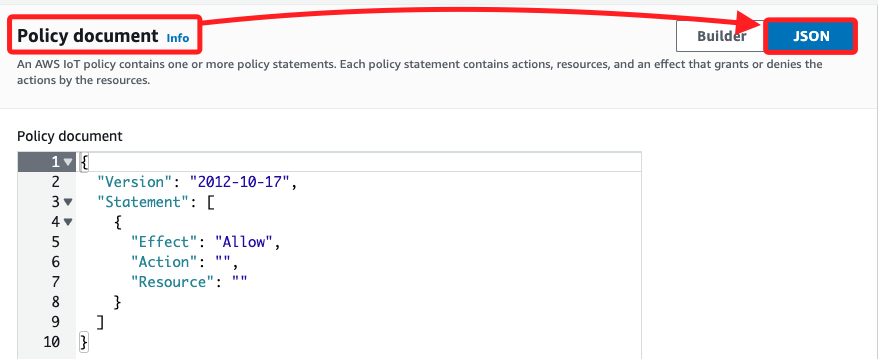 Policy document Info
Builder
JSON
An AWS IoT policy contains one or more policy statements. Each policy statement contains actions, resources, and an effect that grants or denies the
actions by the resources.
Policy document
1 {
2 "Version": "2012-10-17",
3 "Statement": [
4 {
5 "Effect": "Allow",
6 "Action": "",
7 "Resource": ""
8 }
9 ]
10 }